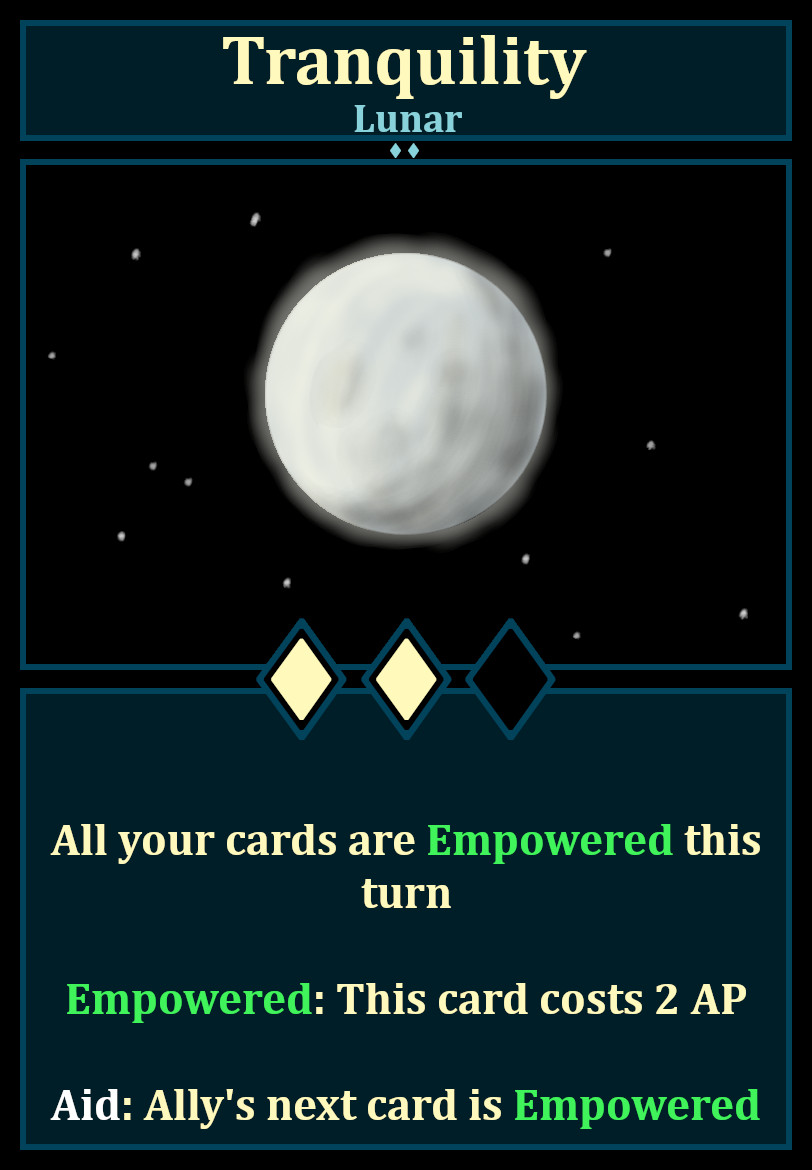 Tranquility
Lunar
All your cards are Empowered this
turn
Empowered: This card costs 2 AP
Aid: Ally's next card is Empowered